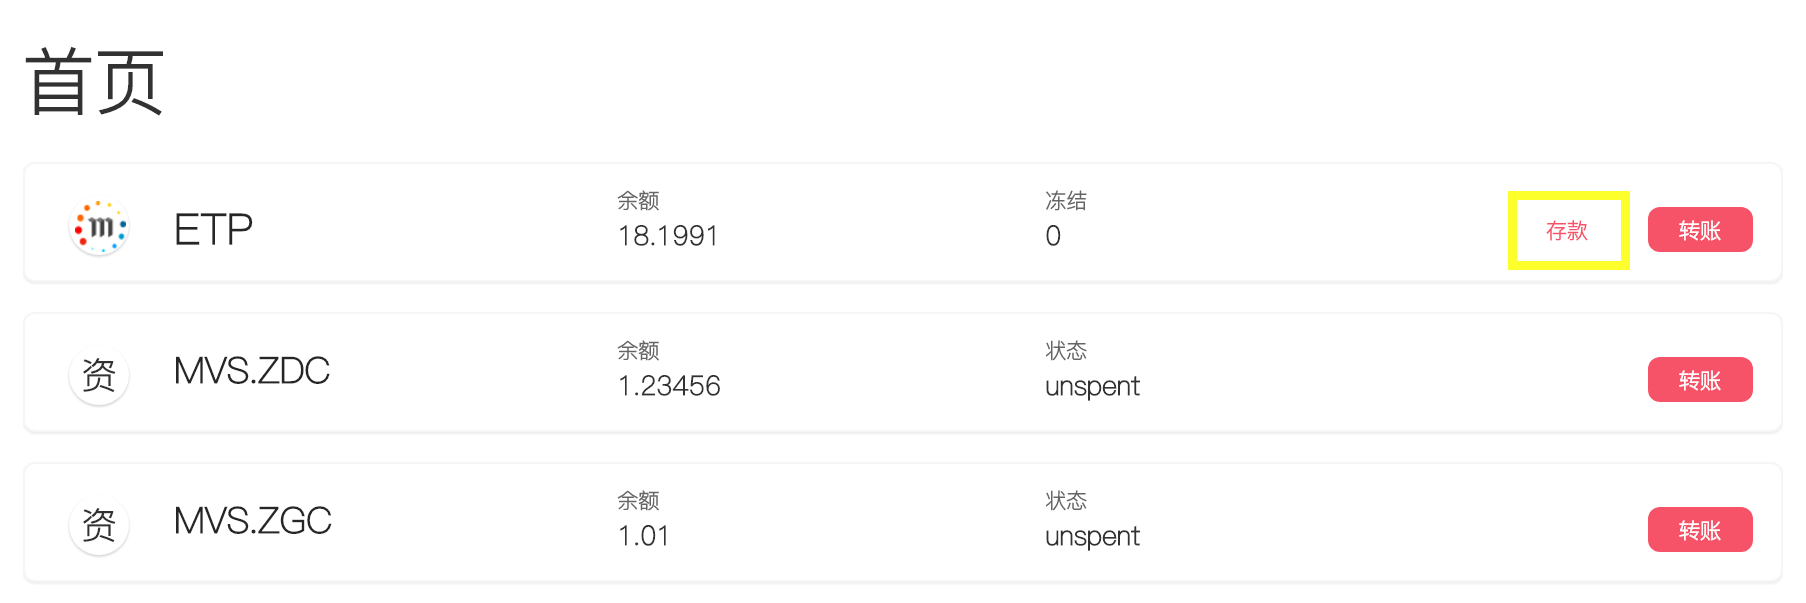 首页
m
ETP
余额
18.1991
冻结
0
存款
转账
资
MVS.ZDC
余额
1.23456
状态
unspent
转账
资
MVS.ZGC
余额
1.01
状态
unspent
转账